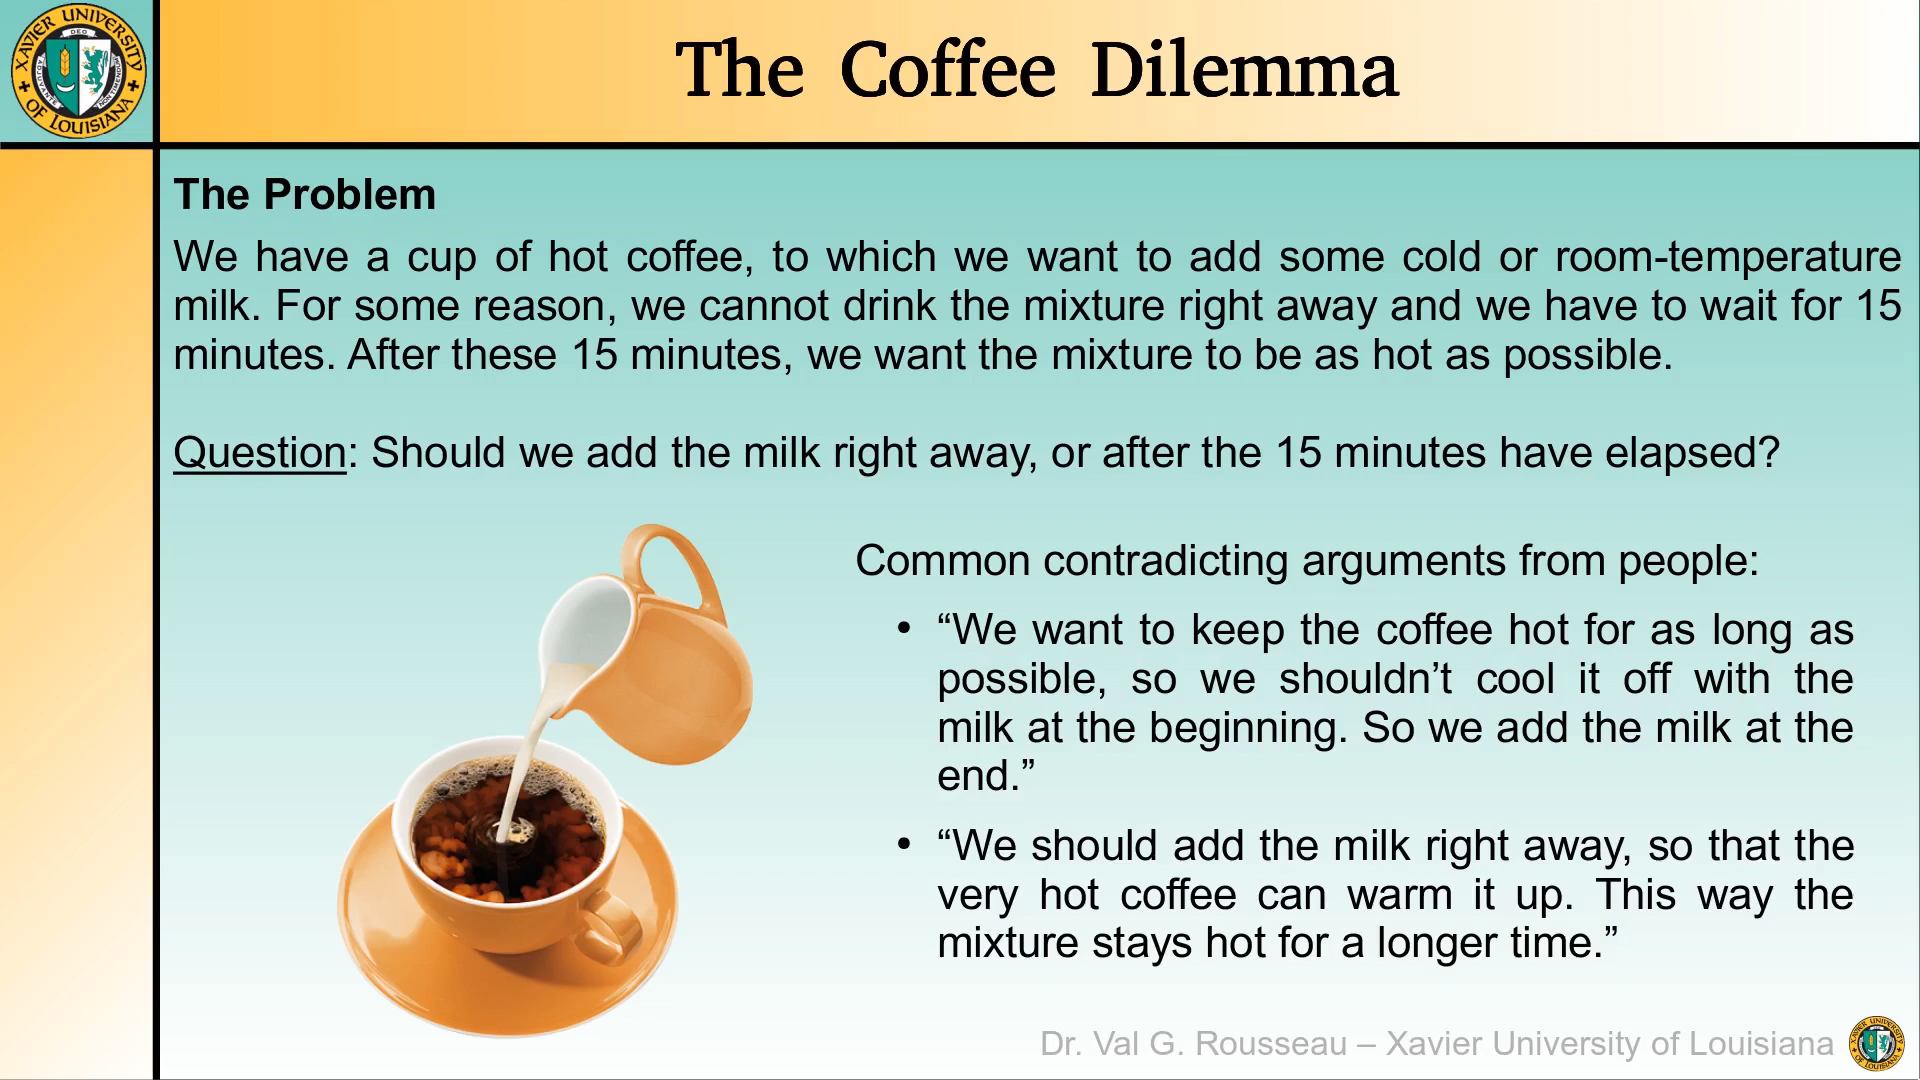 XAVIER UNIVERSITY
DEO
OF LOUISIANA
The Coffee Dilemma
The Problem
We have a cup of hot coffee, to which we want to add some cold or room-temperature
milk. For some reason, we cannot drink the mixture right away and we have to wait for 15
minutes. After these 15 minutes, we want the mixture to be as hot as possible.
Question: Should we add the milk right away, or after the 15 minutes have elapsed?
Common contradicting arguments from people:
• “We want to keep the coffee hot for as long as
possible, so we shouldn’t cool it off with the
milk at the beginning. So we add the milk at the
end.”
• “We should add the milk right away, so that the
very hot coffee can warm it up. This way the
mixture stays hot for a longer time.”
Dr. Val G. Rousseau – Xavier University of Louisiana